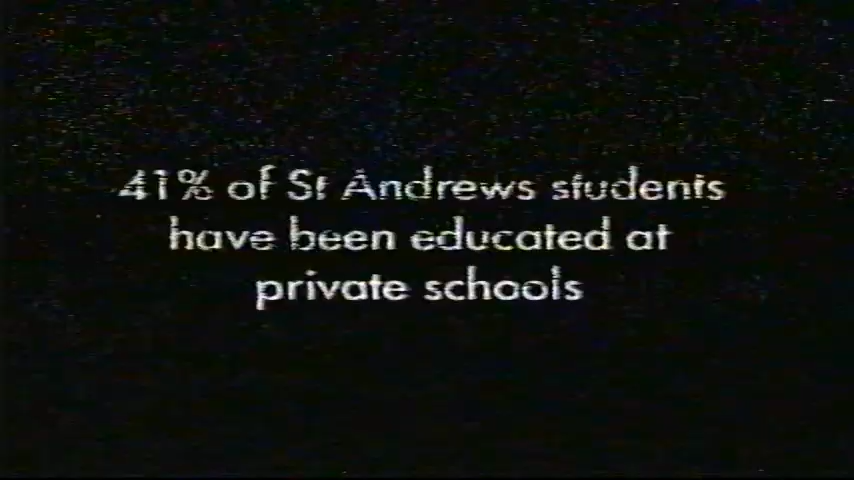 41% of St Andrews students
have been educated at
private schools